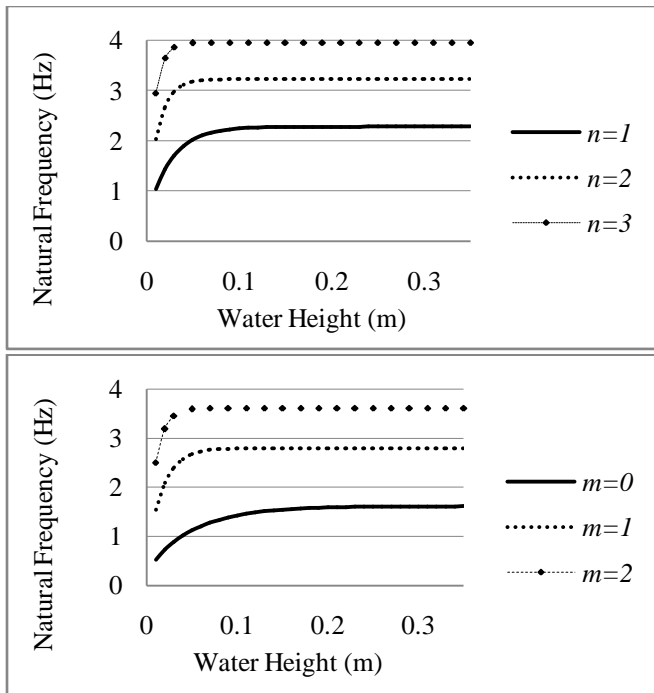 4
3
2
1
0
Natural Frequency (Hz)
0 0.1 0.2 0.3
Water Height (m)
n=1
n=2
n=3
4
3
2
1
0
Natural Frequency (Hz)
0 0.1 0.2 0.3
Water Height (m)
m=0
m=1
m=2